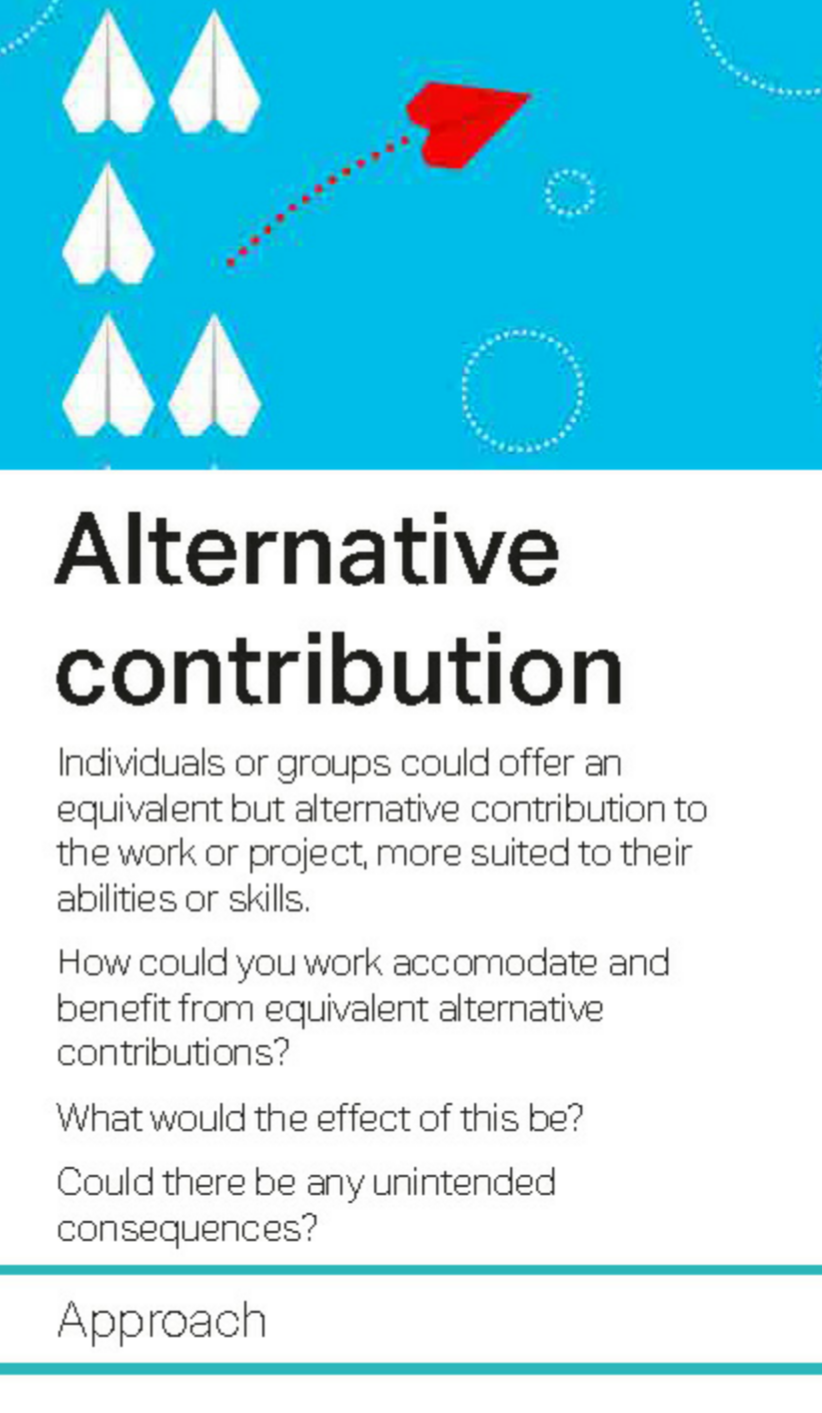 Alternative
contribution
Individuals or groups could offer an
equivalent but alternative contribution to
the work or project, more suited to their
abilities or skills.
How could you work accomodate and
benefit from equivalent alternative
contributions?
What would the effect of this be?
Could there be any unintended
consequences?
Approach